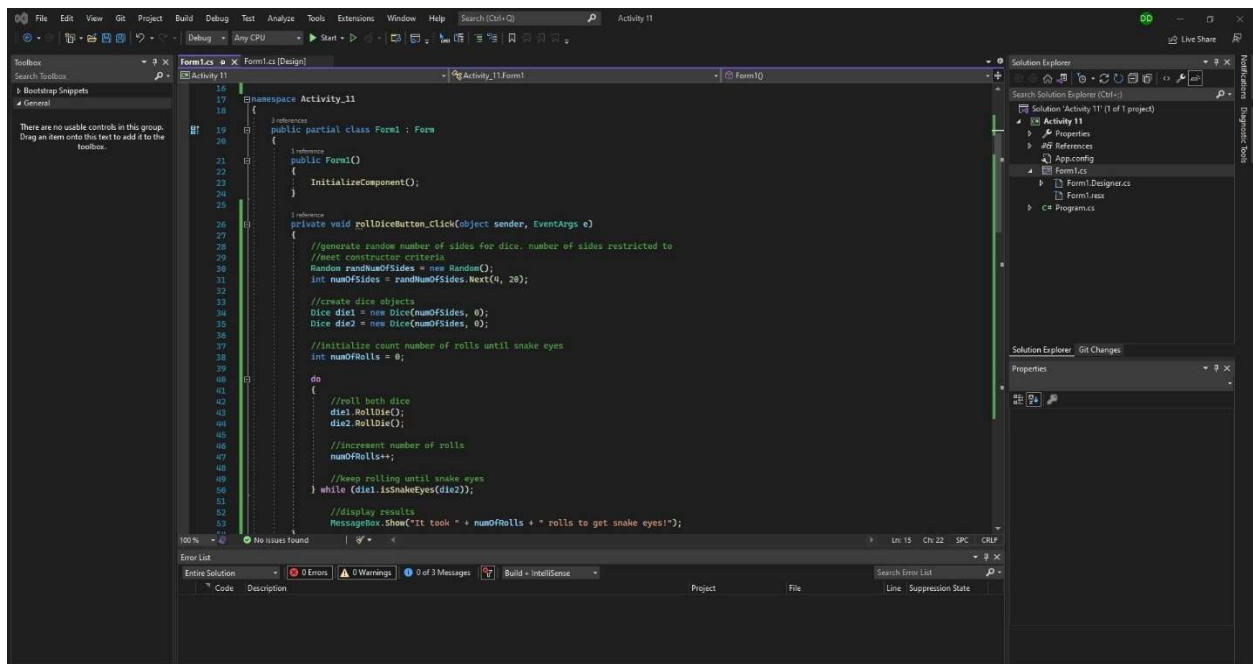 File Edit View Git Project Build Debug Test Analyze Tools Extensions Window Help Search (Ctrl+Q) Activity 11 DD
Debug Any CPU Start Live Share
Toolbox
Search Toolbox
Bootstrap Snippets
General
There are no usable controls in this group.
Drag an item onto this text to add it to the
toolbox.
Form1.cs Form1.cs [Design]
Activity 11 Activity_11.Form1 Form1()
16
17 namespace Activity_11
18 {
3 references
19 public partial class Form1 : Form
20 {
1 reference
21 public Form1()
22 {
23 InitializeComponent();
24 }
25
1 reference
26 private void rollDiceButton_Click(object sender, EventArgs e)
27 {
28 //generate random number of sides for dice. number of sides restricted to
29 //meet constructor criteria
30 Random randNumOfSides = new Random();
31 int numOfSides = randNumOfSides.Next(4, 20);
32
33 //create dice objects
34 Dice die1 = new Dice(numOfSides, 0);
35 Dice die2 = new Dice(numOfSides, 0);
36
37 //initialize count number of rolls until snake eyes
38 int numOfRolls = 0;
39
40 do
41 {
42 //roll both dice
43 die1.RollDie();
44 die2.RollDie();
45
46 //increment number of rolls
47 numOfRolls++;
48
49 //keep rolling until snake eyes
50 } while (die1.isSnakeEyes(die2));
51
52 //display results
53 MessageBox.Show("It took " + numOfRolls + " rolls to get snake eyes!");
100 % No issues found Ln: 15 Ch: 22 SPC CRLF
Error List
Entire Solution 0 Errors 0 Warnings 0 of 3 Messages Build + IntelliSense Search Error List
Code Description Project File Line Suppression State
Solution Explorer
Search Solution Explorer (Ctrl+;)
Solution 'Activity 11' (1 of 1 project)
Activity 11
Properties
References
App.config
Form1.cs
Form1.Designer.cs
Form1.resx
C# Program.cs
Solution Explorer Git Changes
Properties
Notifications
Diagnostic Tools